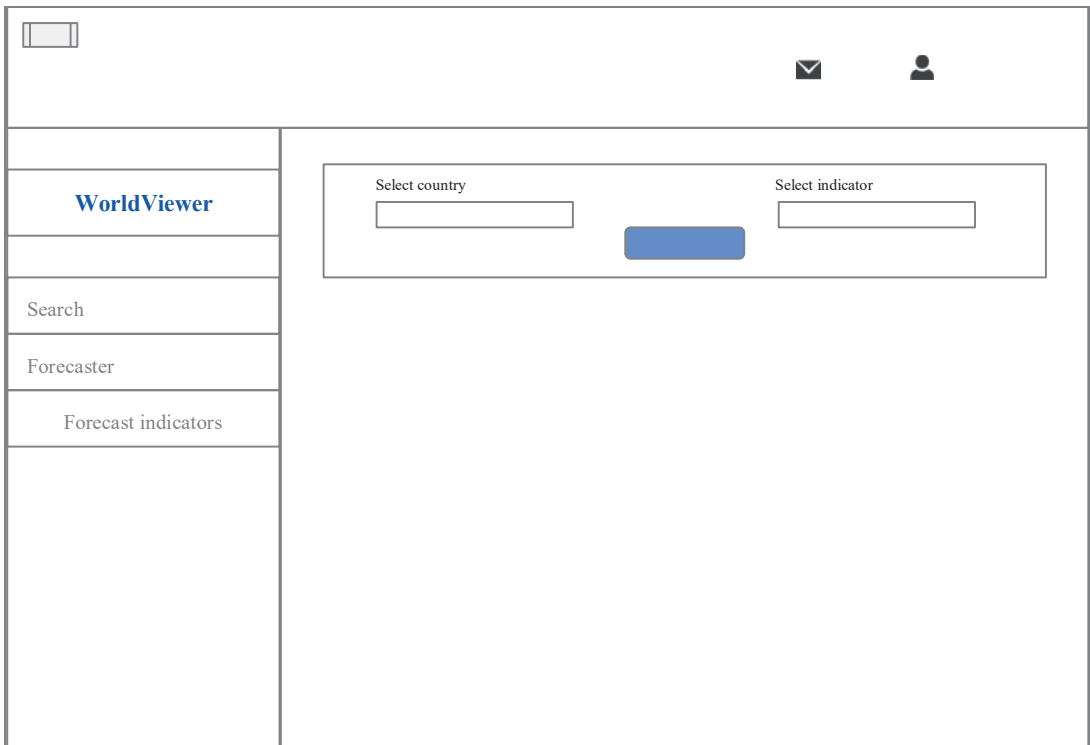 WorldViewer
Search
Forecaster
Forecast indicators
Select country
Select indicator